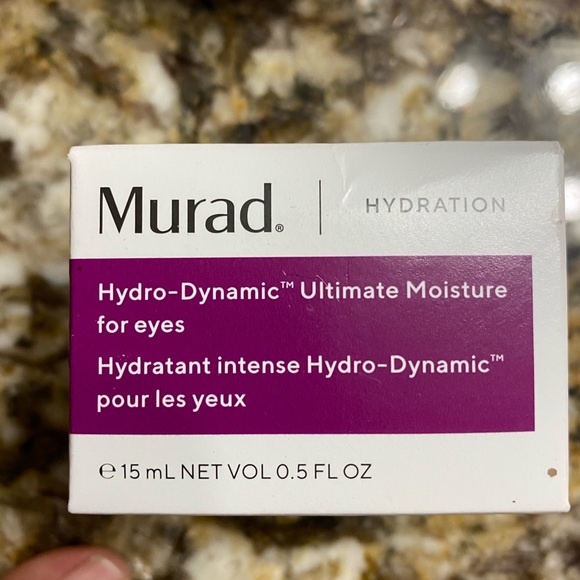 Murad® | HYDRATION
Hydro-Dynamic™ Ultimate Moisture
for eyes
Hydratant intense Hydro-Dynamic™
pour les yeux
℮ 15 mL NET VOL 0.5 FL OZ